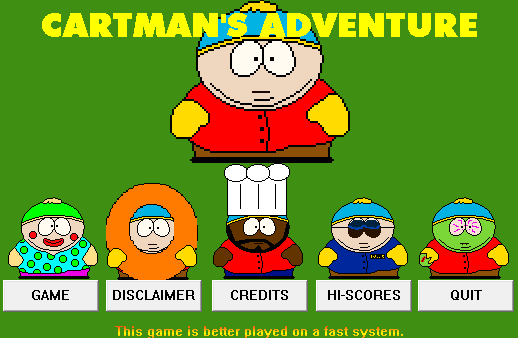 CARTMAN'S ADVENTURE
GAME
DISCLAIMER
CREDITS
HI-SCORES
QUIT
This game is better played on a fast system.